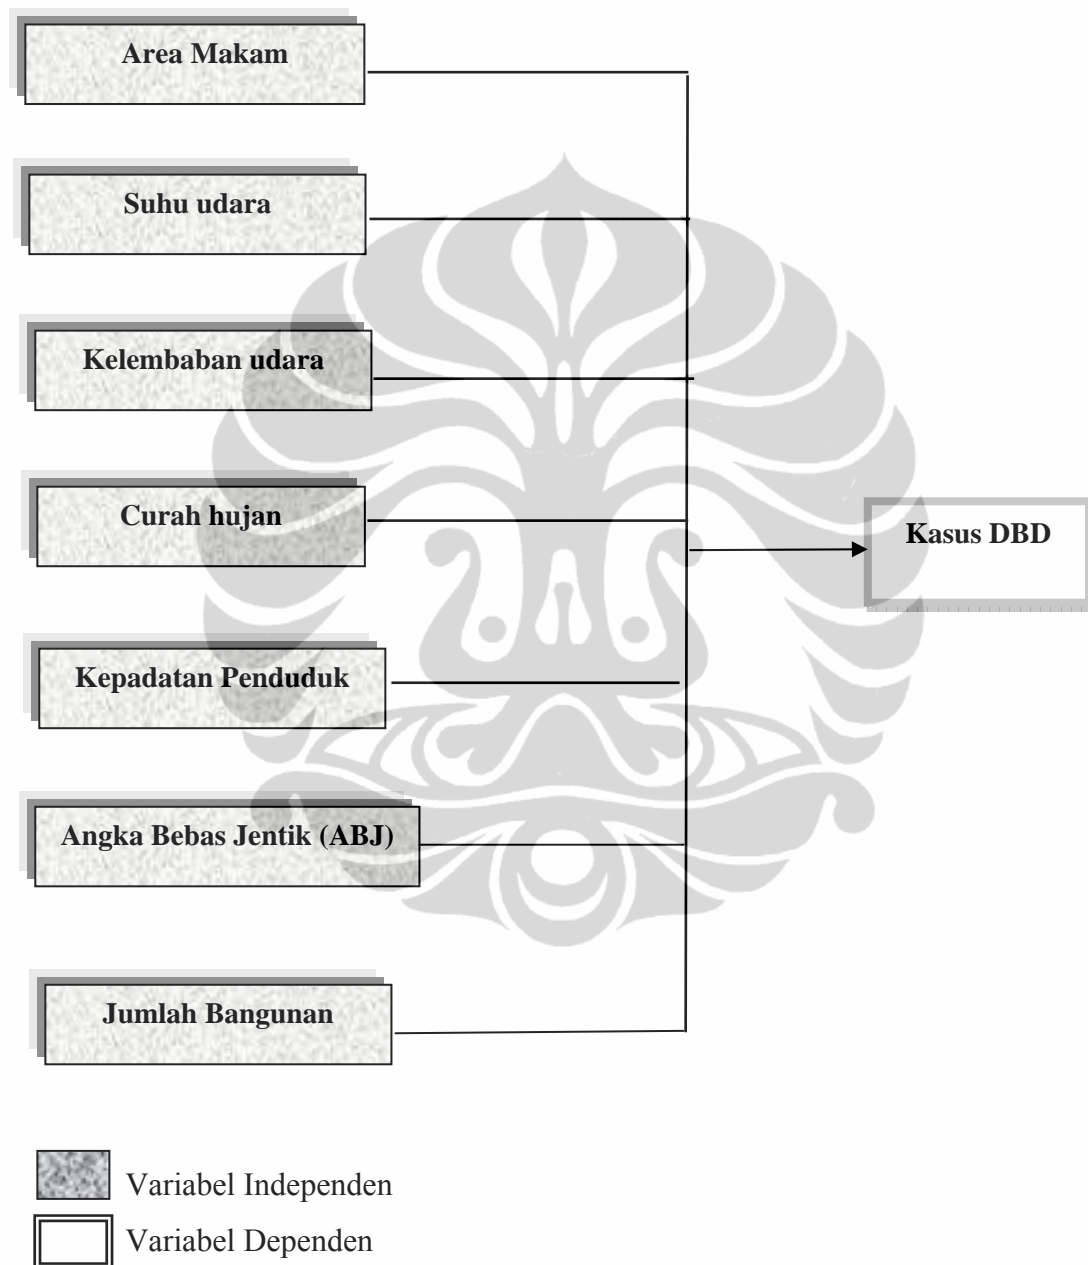 Area Makam
Suhu udara
Kelembaban udara
Curah hujan
Kasus DBD
Kepadatan Penduduk
Angka Bebas Jentik (ABJ)
Jumlah Bangunan
Variabel Independen
Variabel Dependen